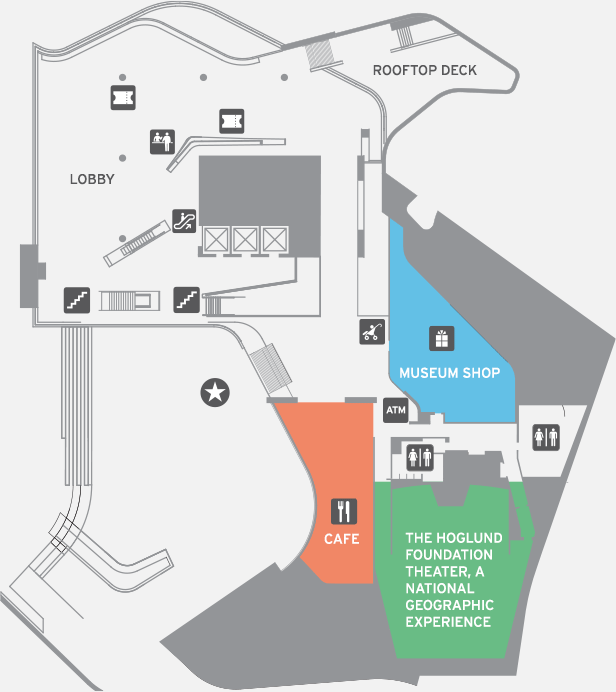 ROOFTOP DECK
LOBBY
MUSEUM SHOP
ATM
CAFE
THE HOGLUND
FOUNDATION
THEATER, A
NATIONAL
GEOGRAPHIC
EXPERIENCE